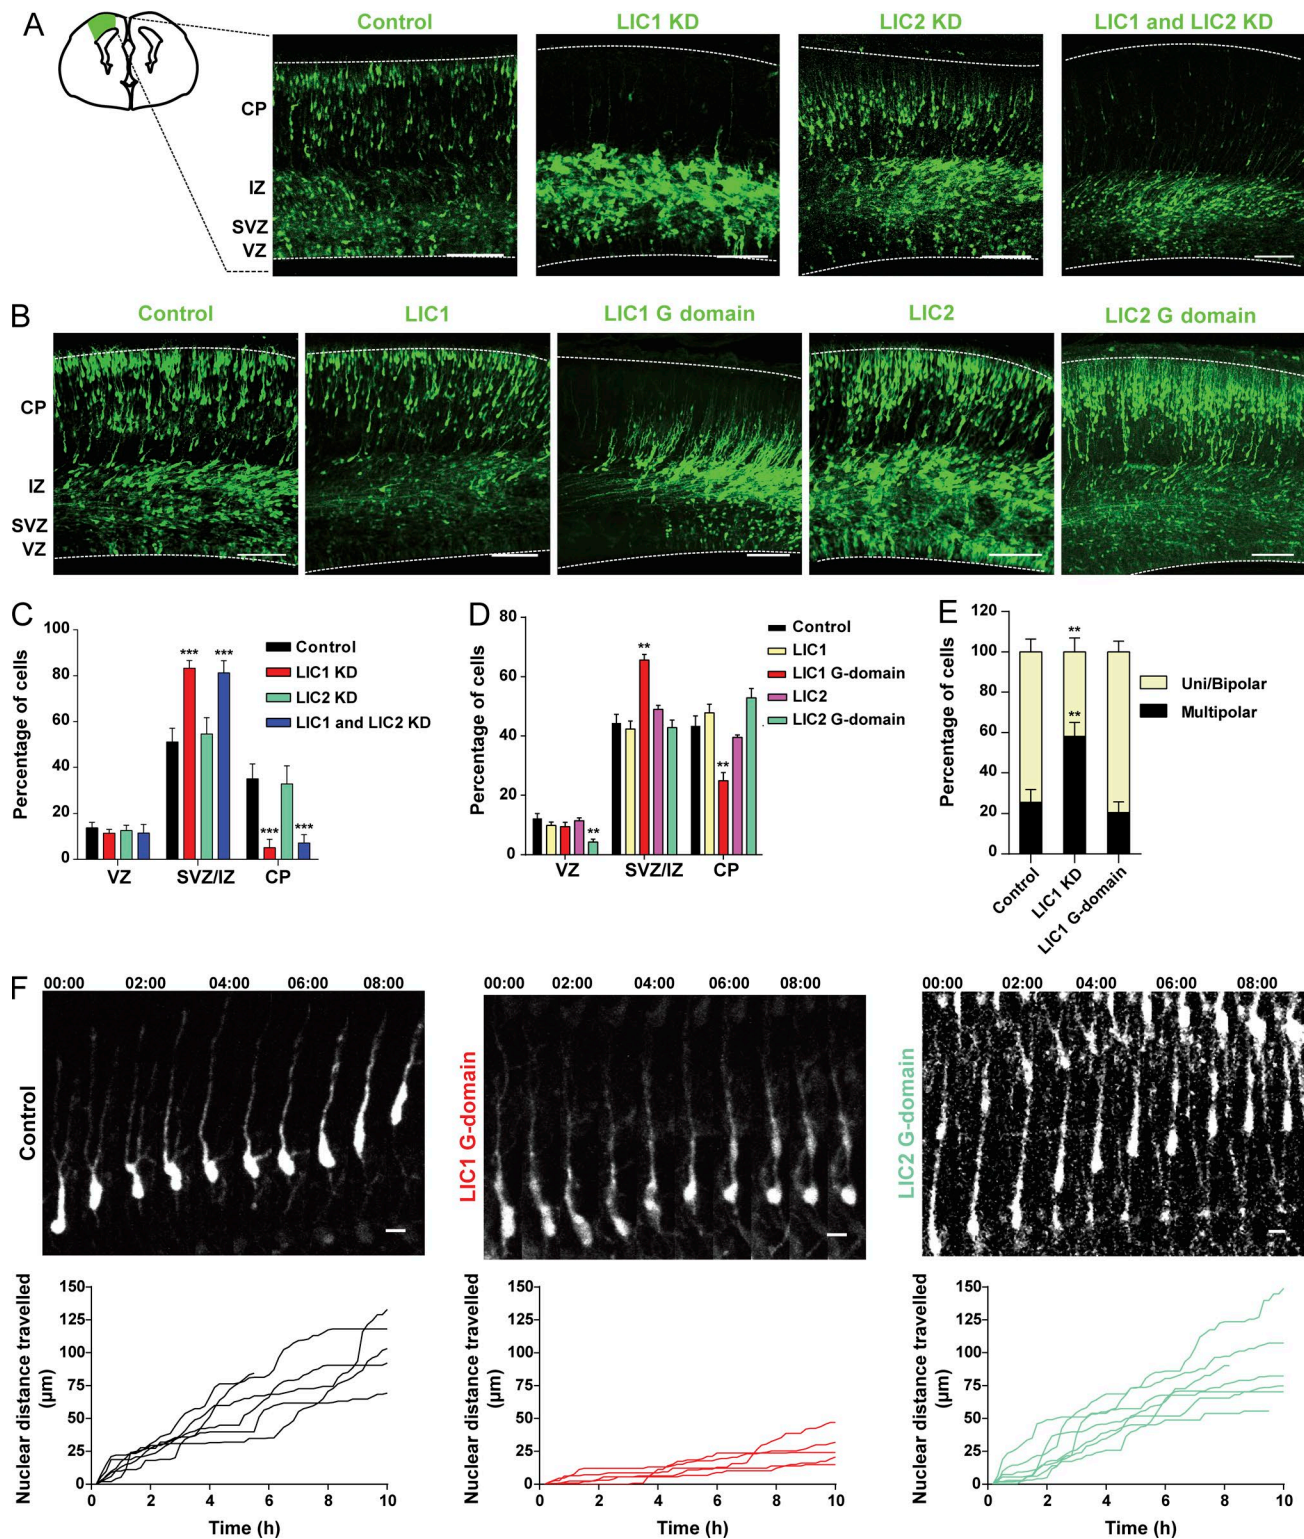 A
Control
LIC1 KD
LIC2 KD
LIC1 and LIC2 KD
CP
IZ
SVZ
VZ
B
Control
LIC1
LIC1 G domain
LIC2
LIC2 G domain
CP
IZ
SVZ
VZ
C
Percentage of cells
100
80
60
40
20
0
***
***
***
***
VZ
SVZ/IZ
CP
Control
LIC1 KD
LIC2 KD
LIC1 and LIC2 KD
D
Percentage of cells
80
60
40
20
0
**
**
**
VZ
SVZ/IZ
CP
Control
LIC1
LIC1 G-domain
LIC2
LIC2 G-domain
E
Percentage of cells
120
100
80
60
40
20
0
**
**
Control
LIC1 KD
LIC1 G-domain
Uni/Bipolar
Multipolar
F
00:00 02:00 04:00 06:00 08:00
Control
00:00 02:00 04:00 06:00 08:00
LIC1 G-domain
00:00 02:00 04:00 06:00 08:00
LIC2 G-domain
Nuclear distance travelled
(µm)
150
125
100
75
50
25
0
0 2 4 6 8 10
Time (h)
Nuclear distance travelled
(µm)
150
125
100
75
50
25
0
0 2 4 6 8 10
Time (h)
Nuclear distance travelled
(µm)
150
125
100
75
50
25
0
0 2 4 6 8 10
Time (h)